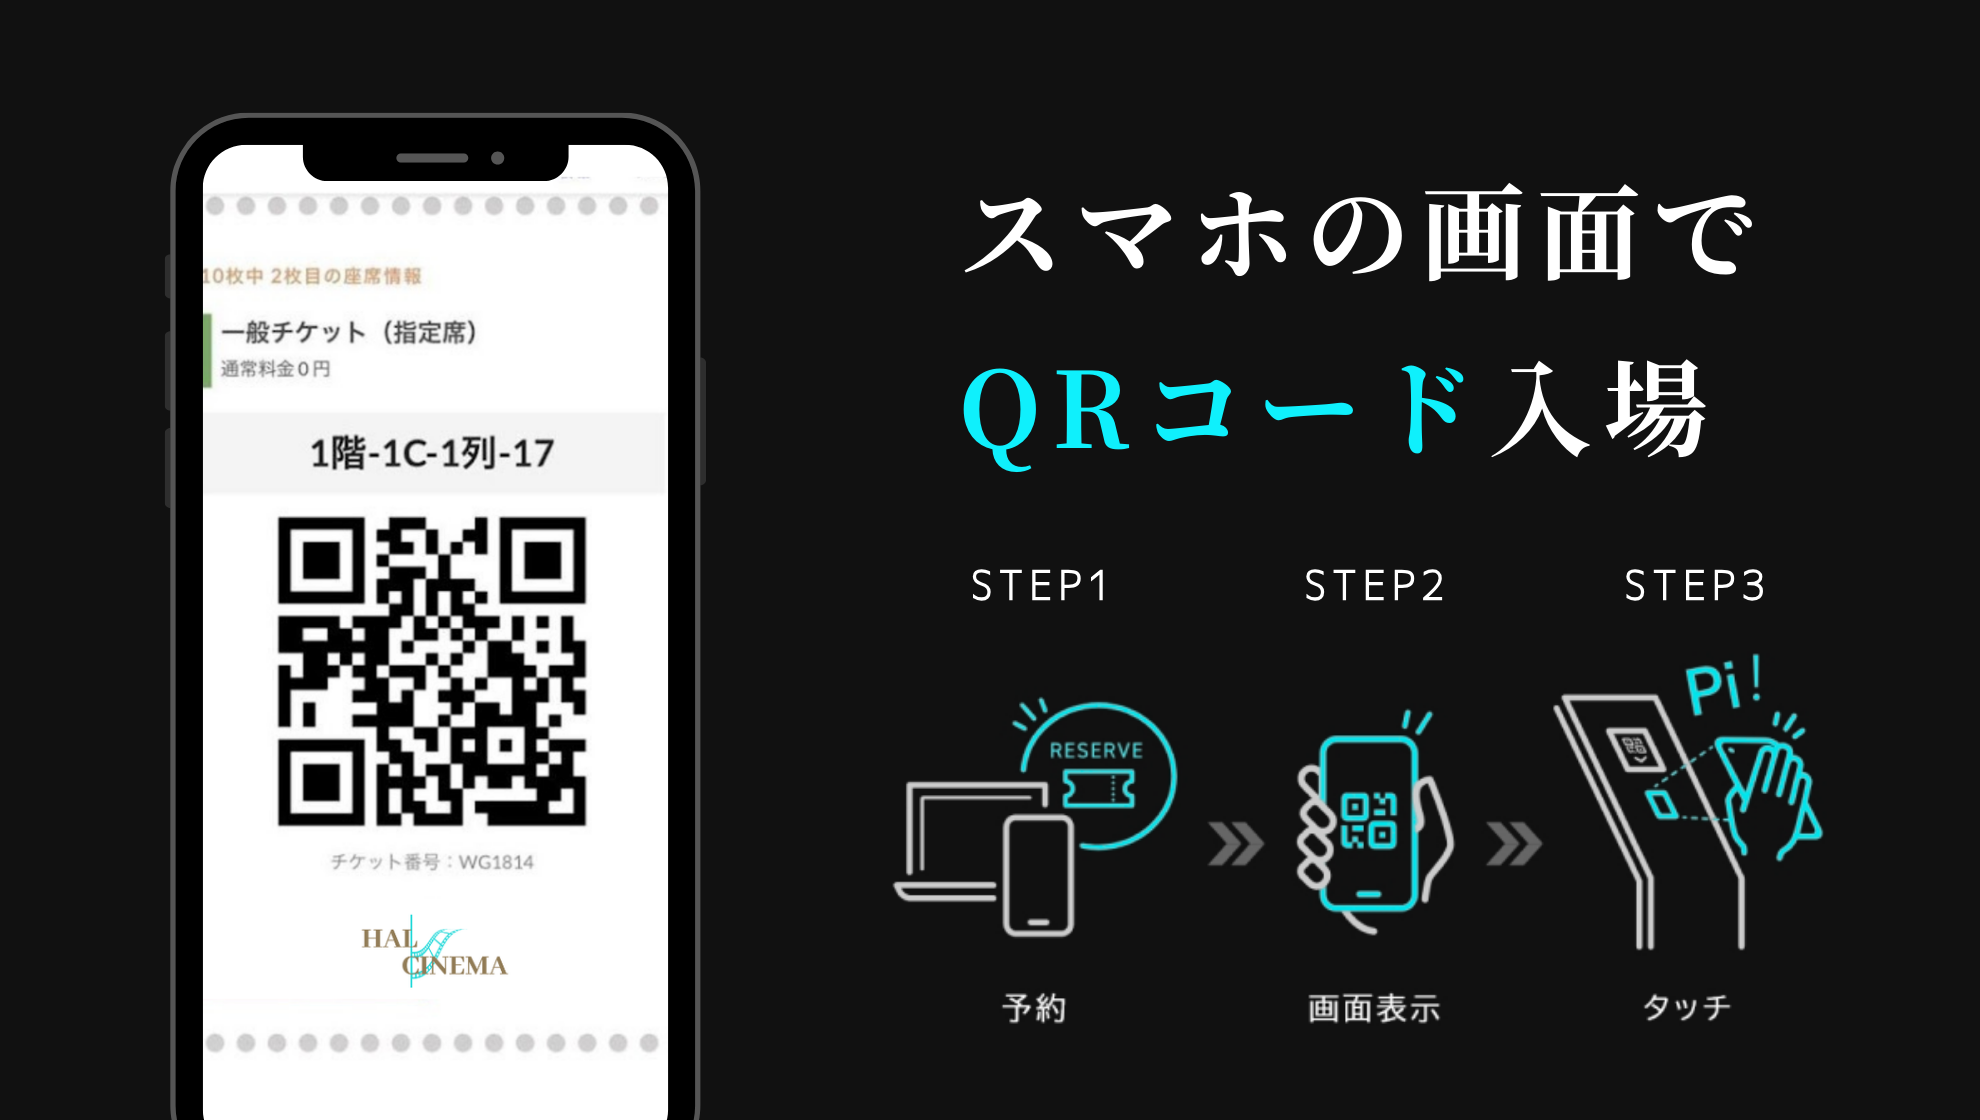 10枚中 2枚目の座席情報
一般チケット（指定席）
通常料金0円
1階-1C-1列-17
チケット番号：WG1814
HAL
CINEMA
スマホの画面で
QRコード入場
STEP1
STEP2
STEP3
RESERVE
Pi!
予約
画面表示
タッチ